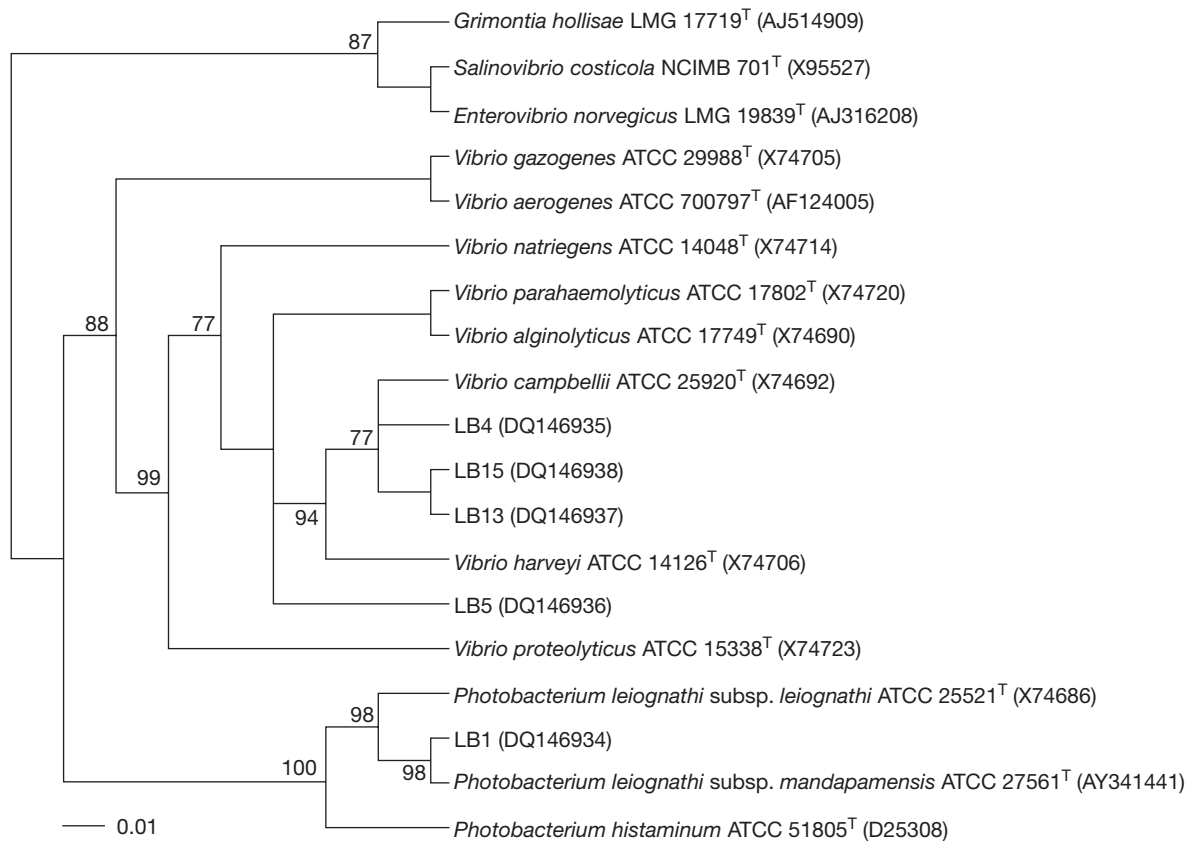 Grimontia hollisae LMG 17719T (AJ514909)
87
Salinovibrio costicola NCIMB 701T (X95527)
Enterovibrio norvegicus LMG 19839T (AJ316208)
Vibrio gazogenes ATCC 29988T (X74705)
Vibrio aerogenes ATCC 700797T (AF124005)
Vibrio natriegens ATCC 14048T (X74714)
Vibrio parahaemolyticus ATCC 17802T (X74720)
88
77
Vibrio alginolyticus ATCC 17749T (X74690)
Vibrio campbellii ATCC 25920T (X74692)
LB4 (DQ146935)
77
LB15 (DQ146938)
99
LB13 (DQ146937)
94
Vibrio harveyi ATCC 14126T (X74706)
LB5 (DQ146936)
Vibrio proteolyticus ATCC 15338T (X74723)
Photobacterium leiognathi subsp. leiognathi ATCC 25521T (X74686)
98
LB1 (DQ146934)
100
98
Photobacterium leiognathi subsp. mandapamensis ATCC 27561T (AY341441)
0.01
Photobacterium histaminum ATCC 51805T (D25308)